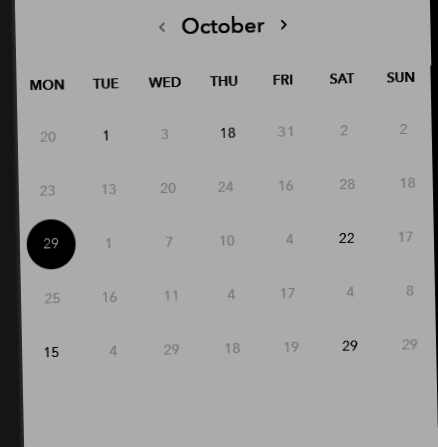 ‹ October ›
MON TUE WED THU FRI SAT SUN
20 1 3 18 31 2 2
23 13 20 24 16 28 18
29 1 7 10 4 22 17
25 16 11 4 17 4 8
15 4 29 18 19 29 29